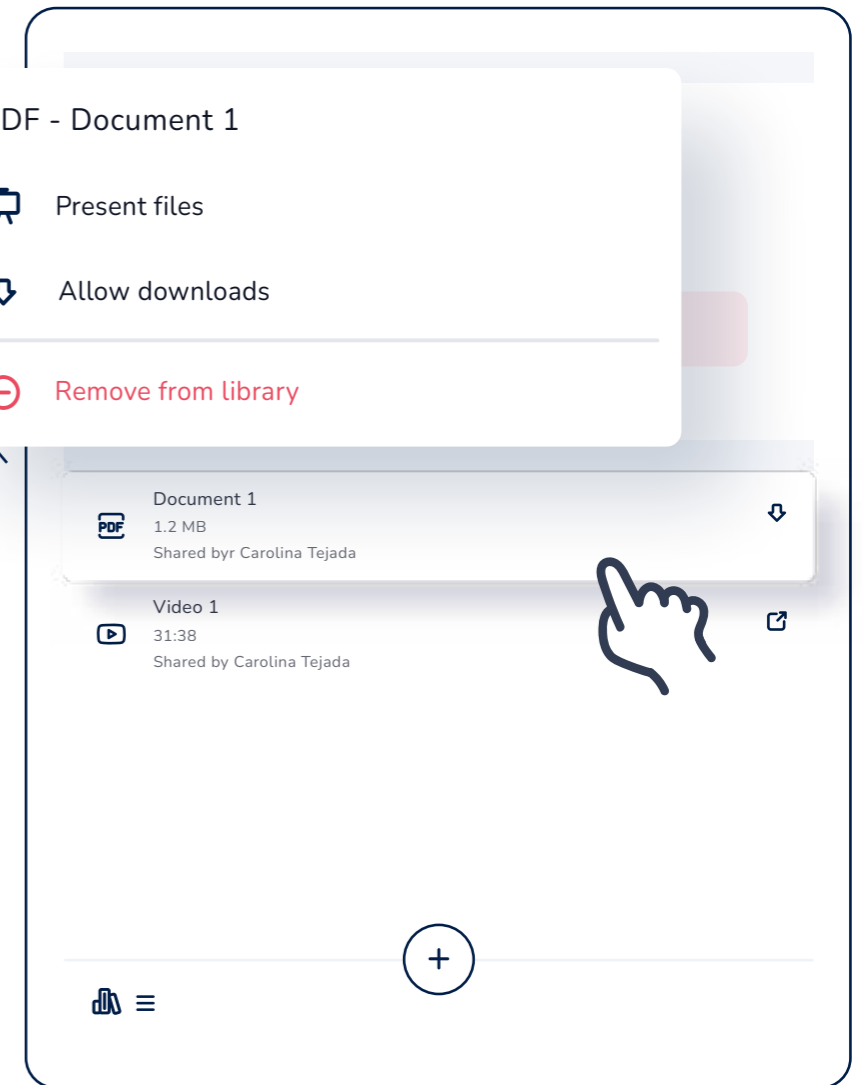 DF - Document 1
Present files
Allow downloads
Remove from library
Document 1
PDF
1.2 MB
Shared byr Carolina Tejada
Video 1
31:38
Shared by Carolina Tejada